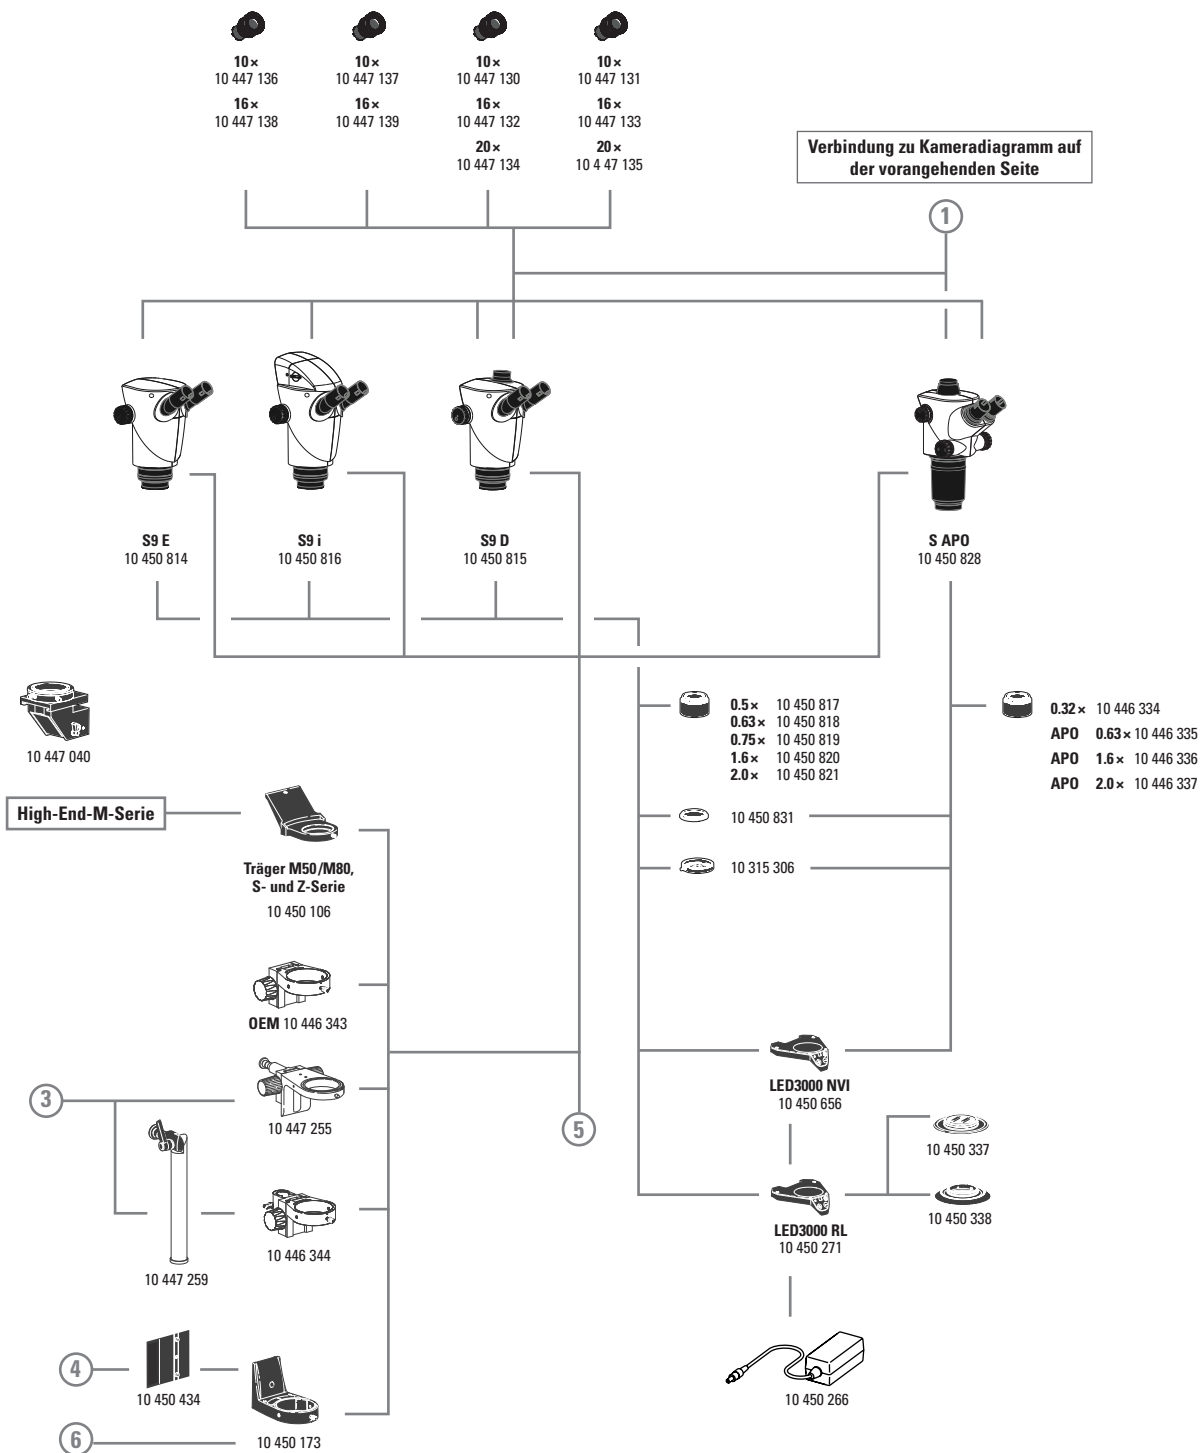 10×
10 447 136
16×
10 447 138
10×
10 447 137
16×
10 447 139
10×
10 447 130
16×
10 447 132
20×
10 447 134
10×
10 447 131
16×
10 447 133
20×
10 4 47 135
Verbindung zu Kameradiagramm auf
der vorangehenden Seite
1
S9 E
10 450 814
S9 i
10 450 816
S9 D
10 450 815
S APO
10 450 828
10 447 040
0.5× 10 450 817
0.63× 10 450 818
0.75× 10 450 819
1.6× 10 450 820
2.0× 10 450 821
0.32× 10 446 334
APO 0.63× 10 446 335
APO 1.6× 10 446 336
APO 2.0× 10 446 337
High-End-M-Serie
Träger M50/M80,
S- und Z-Serie
10 450 106
10 450 831
10 315 306
OEM 10 446 343
3
10 447 255
5
LED3000 NVI
10 450 656
10 450 337
10 447 259
10 446 344
LED3000 RL
10 450 271
10 450 338
4
10 450 434
10 450 266
6
10 450 173